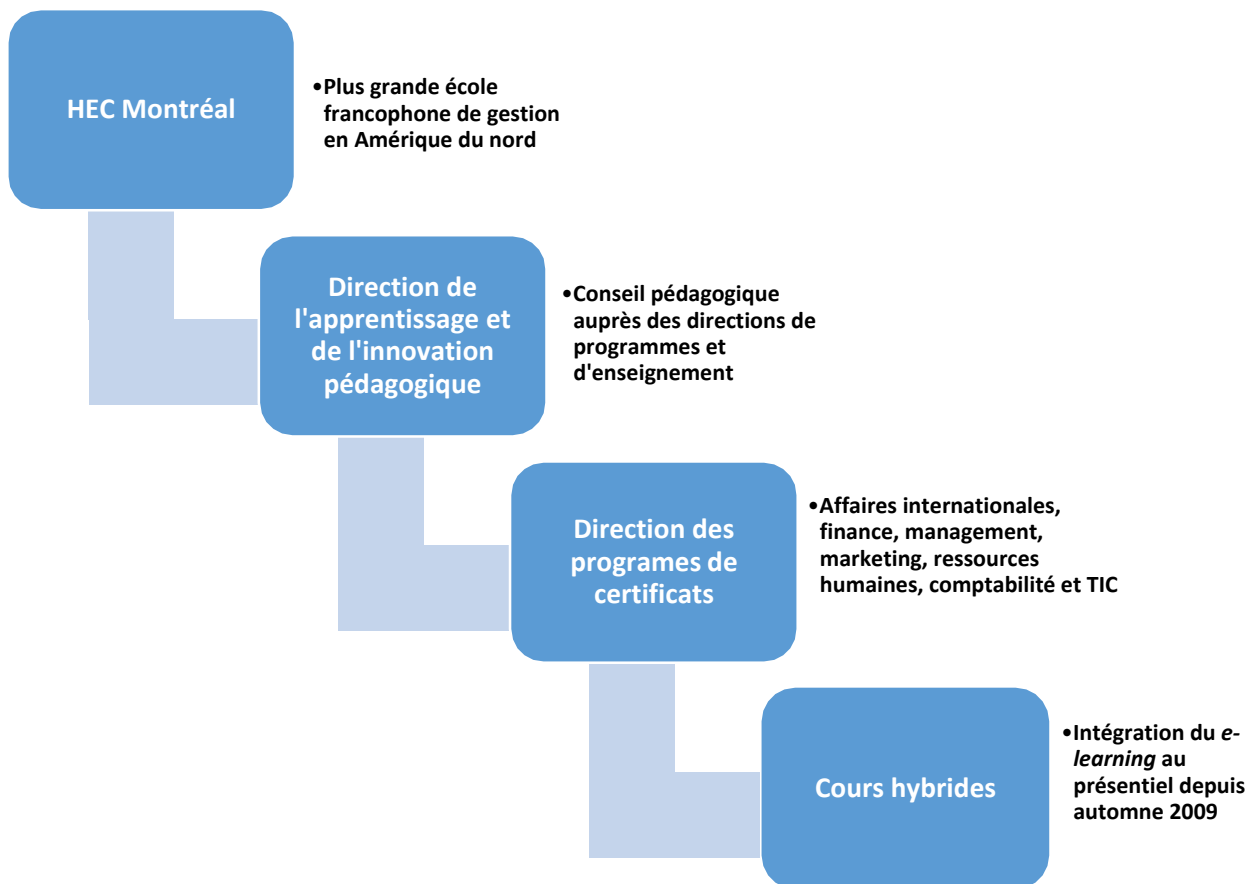 HEC Montréal
•Plus grande école
francophone de gestion
en Amérique du nord
Direction de
l'apprentissage et
de l'innovation
pédagogique
•Conseil pédagogique
auprès des directions de
programmes et
d'enseignement
Direction des
programes de
certificats
•Affaires internationales,
finance, management,
marketing, ressources
humaines, comptabilité et TIC
Cours hybrides
•Intégration du e-
learning au
présentiel depuis
automne 2009